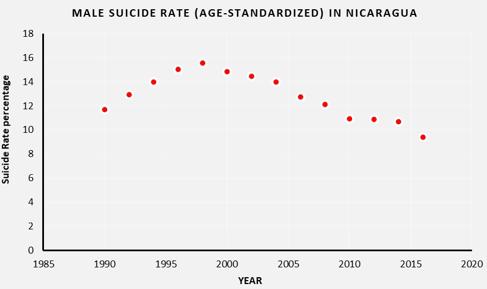 MALE SUICIDE RATE (AGE-STANDARDIZED) IN NICARAGUA
Suicide Rate percentage
18
16
14
12
10
8
6
4
2
0
1985 1990 1995 2000 2005 2010 2015 2020
YEAR